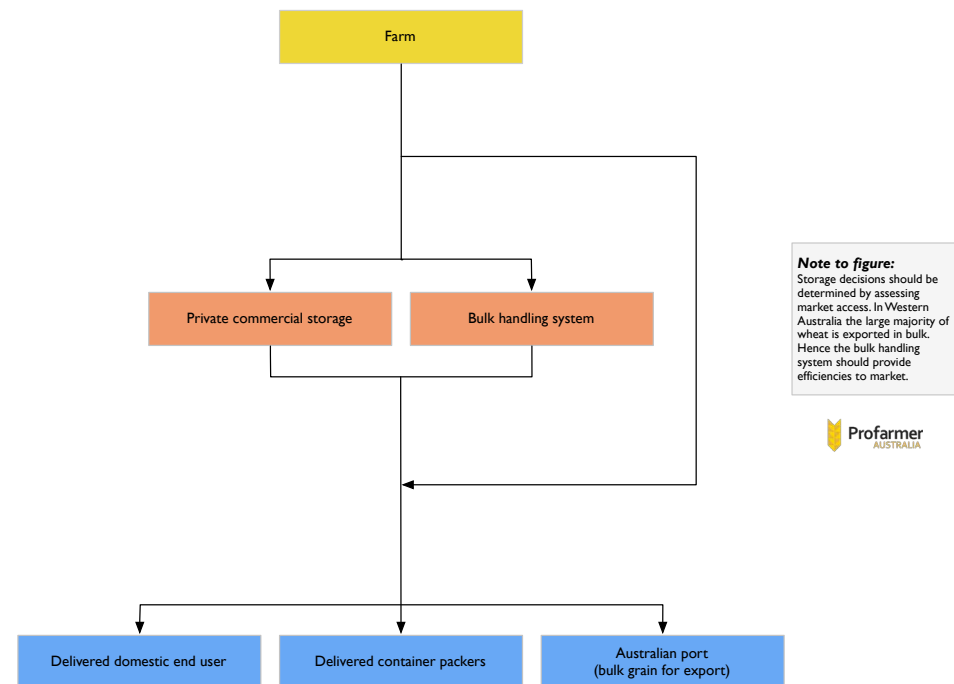 Farm
Private commercial storage
Bulk handling system
Note to figure:
Storage decisions should be
determined by assessing
market access. In Western
Australia the large majority of
wheat is exported in bulk.
Hence the bulk handling
system should provide
efficiencies to market.
Profarmer
AUSTRALIA
Delivered domestic end user
Delivered container packers
Australian port
(bulk grain for export)